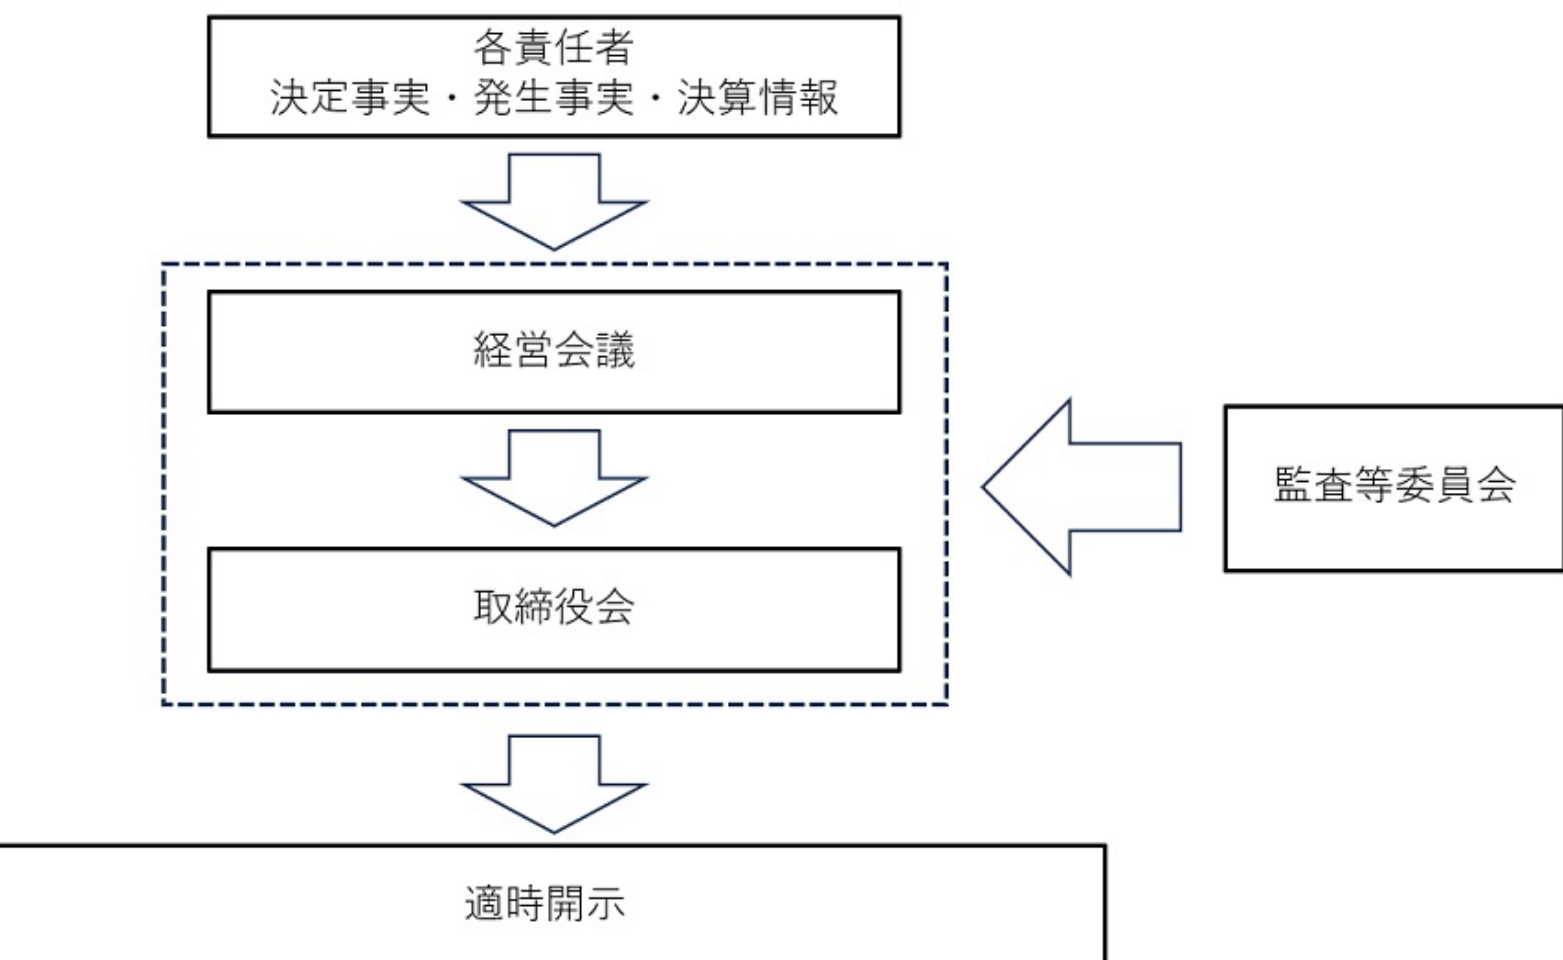 各責任者
決定事実・発生事実・決算情報
経営会議
監査等委員会
取締役会
適時開示